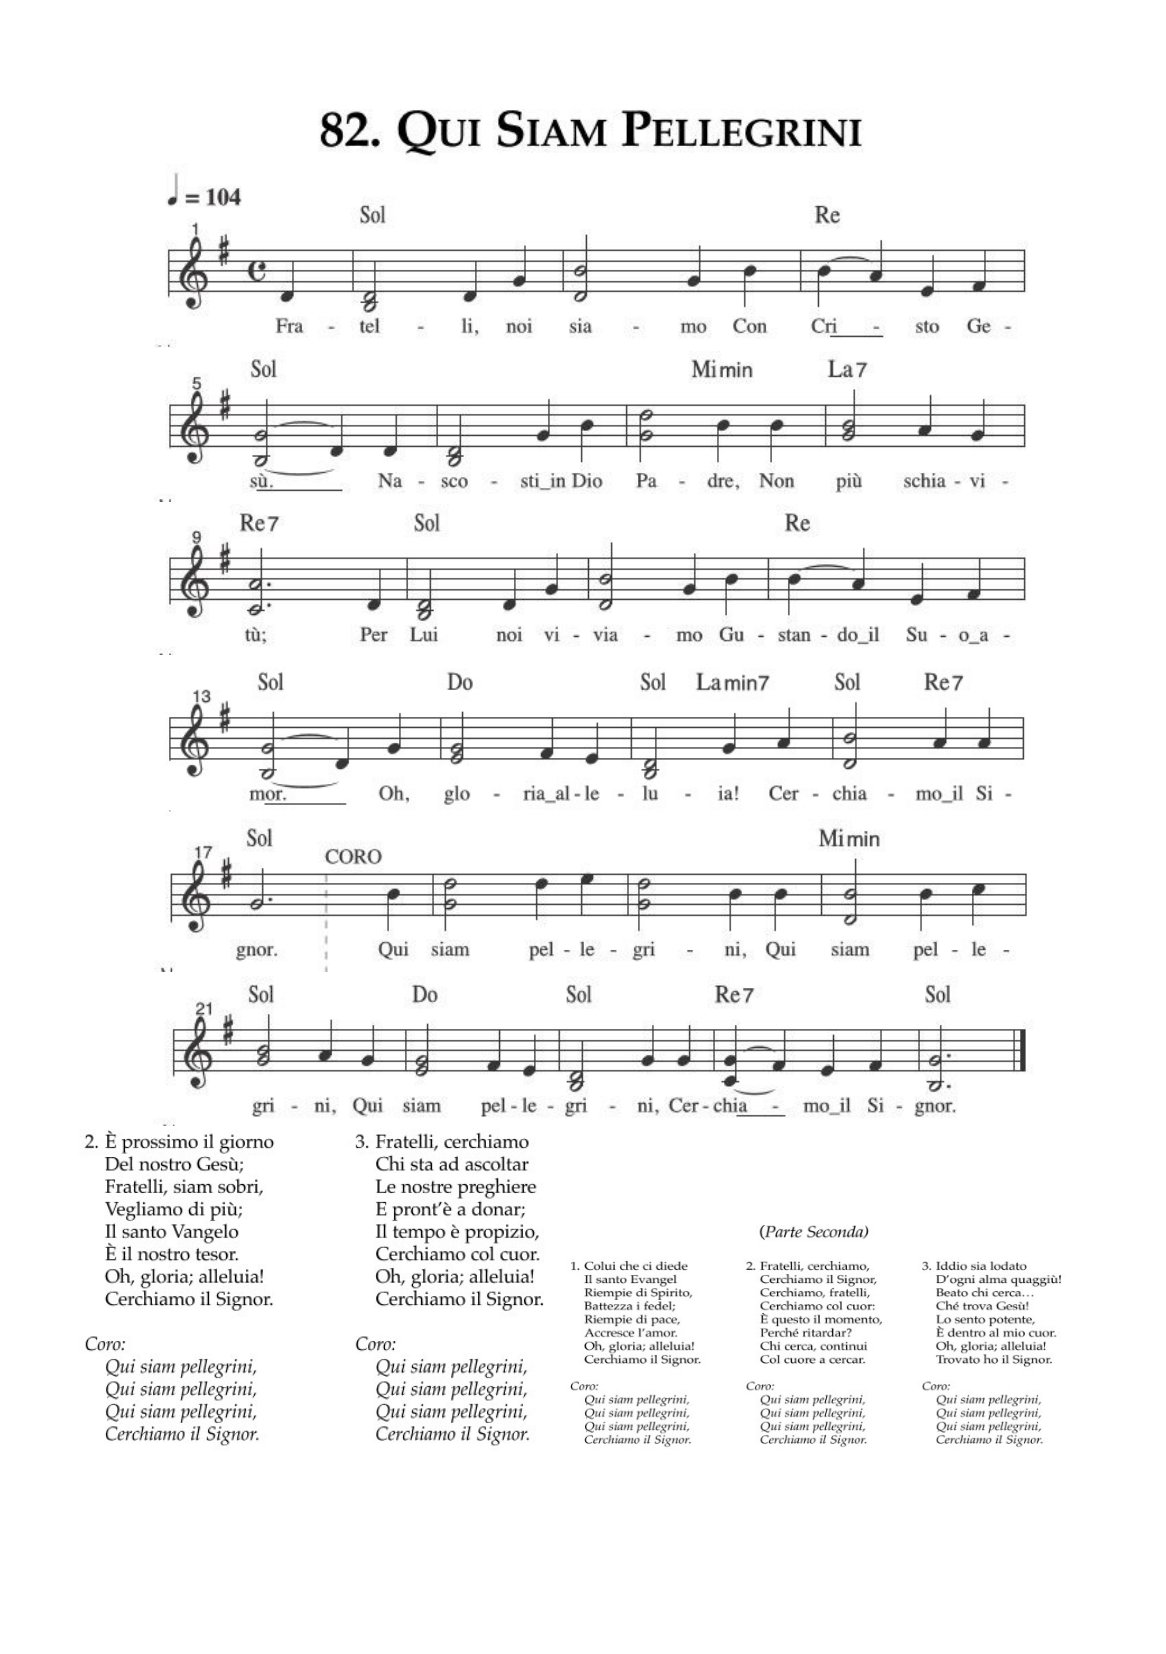 82. QUI SIAM PELLEGRINI
♩ = 104
Sol Re
1
Fra - tel - li, noi sia - mo Con Cri - sto Ge -
Sol Mi min La 7
5
sù. Na - sco - sti_in Dio Pa - dre, Non più schia - vi -
Re 7 Sol Re
9
tù; Per Lui noi vi - via - mo Gu - stan - do_il Su - o_a -
Sol Do Sol La min7 Sol Re 7
13
mor. Oh, glo - ria_al - le - lu - ia! Cer - chia - mo_il Si -
Sol Mi min
17 CORO
gnor. Qui siam pel - le - gri - ni, Qui siam pel - le -
Sol Do Sol Re 7 Sol
21
gri - ni, Qui siam pel - le - gri - ni, Cer - chia - mo_il Si - gnor.
2. È prossimo il giorno
Del nostro Gesù;
Fratelli, siam sobri,
Vegliamo di più;
Il santo Vangelo
È il nostro tesor.
Oh, gloria; alleluia!
Cerchiamo il Signor.
Coro:
Qui siam pellegrini,
Qui siam pellegrini,
Qui siam pellegrini,
Cerchiamo il Signor.
3. Fratelli, cerchiamo
Chi sta ad ascoltar
Le nostre preghiere
E pront'è a donar;
Il tempo è propizio,
Cerchiamo col cuor.
Oh, gloria; alleluia!
Cerchiamo il Signor.
Coro:
Qui siam pellegrini,
Qui siam pellegrini,
Qui siam pellegrini,
Cerchiamo il Signor.
(Parte Seconda)
1. Colui che ci diede
Il santo Evangel
Riempie di Spirito,
Battezza i fedel;
Riempie di pace,
Accresce l'amor.
Oh, gloria; alleluia!
Cerchiamo il Signor.
Coro:
Qui siam pellegrini,
Qui siam pellegrini,
Qui siam pellegrini,
Cerchiamo il Signor.
2. Fratelli, cerchiamo,
Cerchiamo il Signor,
Cerchiamo, fratelli,
Cerchiamo col cuor:
È questo il momento,
Perché ritardar?
Chi cerca, continui
Col cuore a cercar.
Coro:
Qui siam pellegrini,
Qui siam pellegrini,
Qui siam pellegrini,
Cerchiamo il Signor.
3. Iddio sia lodato
D'ogni alma quaggiù!
Beato chi cerca…
Ché trova Gesù!
Lo sento potente,
È dentro al mio cuor.
Oh, gloria; alleluia!
Trovato ho il Signor.
Coro:
Qui siam pellegrini,
Qui siam pellegrini,
Qui siam pellegrini,
Cerchiamo il Signor.